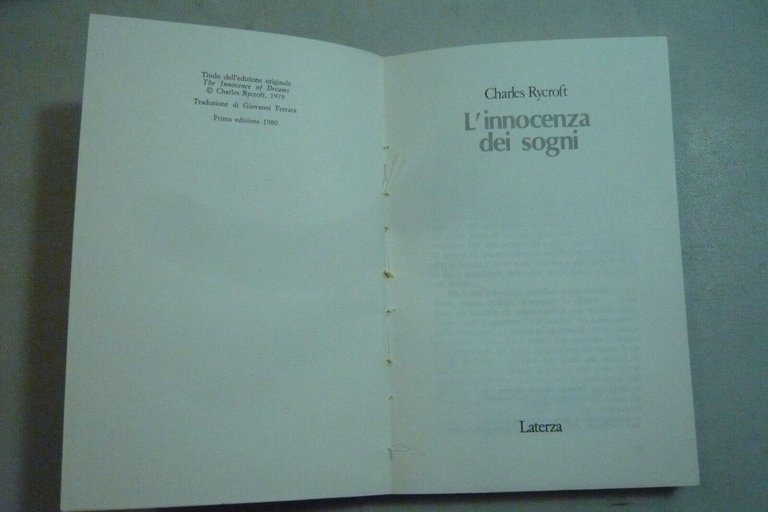 Titolo dell'edizione originale
The Innocence of Dreams
© Charles Rycroft, 1979
Traduzione di Giovanni Ferrara
Prima edizione 1980
Charles Rycroft
L'innocenza
dei sogni
Laterza